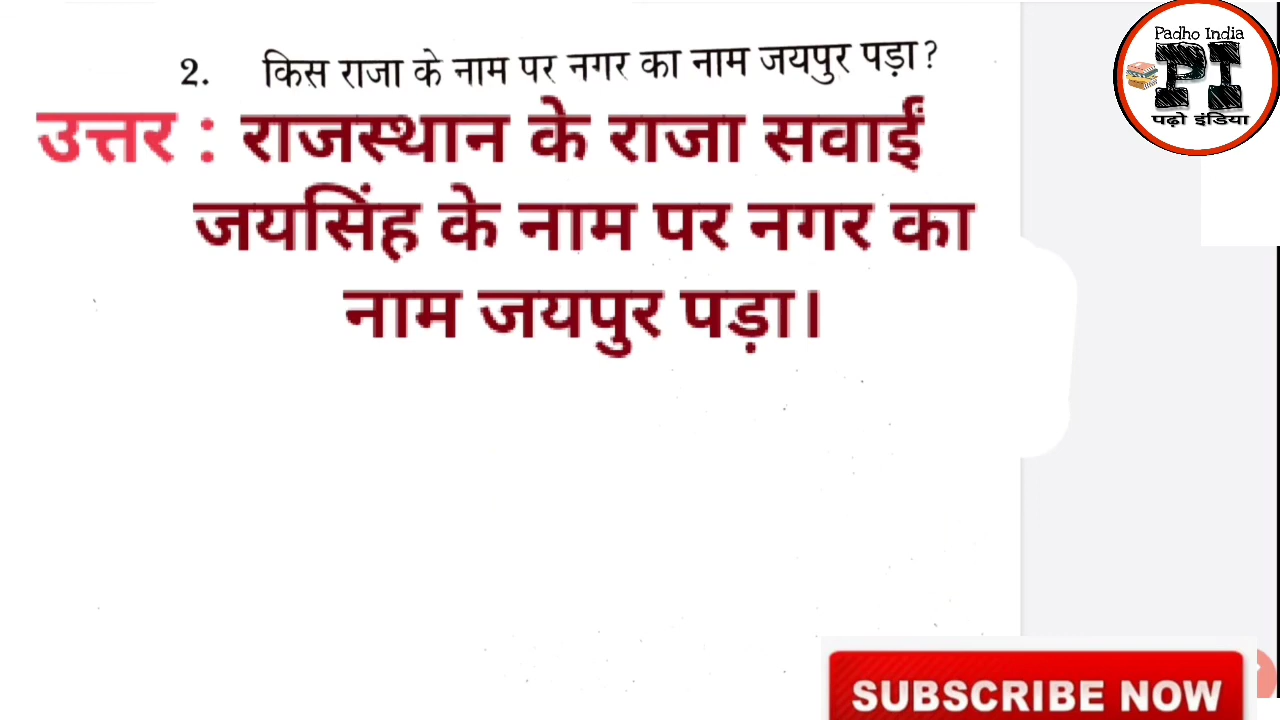 2. किस राजा के नाम पर नगर का नाम जयपुर पड़ा?
उत्तर : राजस्थान के राजा सवाईं
जयसिंह के नाम पर नगर का
नाम जयपुर पड़ा।
Padho India
PI
पढ़ो इंडिया
SUBSCRIBE NOW